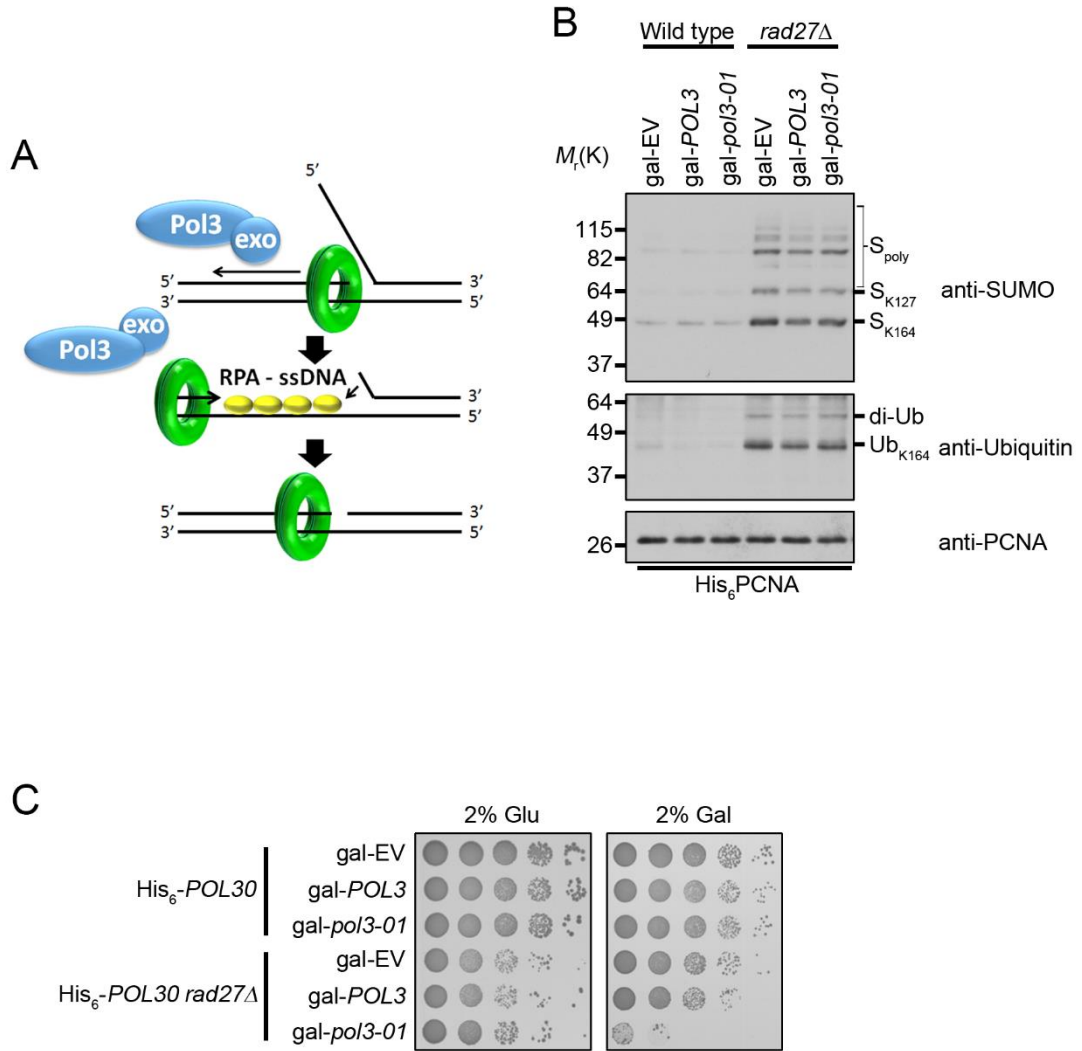 A
5′
Pol3
exo
5′ 3′
3′ 5′
exo
Pol3
RPA - ssDNA
3′
5′
5′ 3′
3′ 5′
B
Wild type rad27Δ
Mr(K)
gal-EV
gal-POL3
gal-pol3-01
gal-EV
gal-POL3
gal-pol3-01
115
82
64
49
37
Spoly
SK127
SK164
anti-SUMO
64
49
37
di-Ub
UbK164
anti-Ubiquitin
26
anti-PCNA
His6PCNA
C
2% Glu 2% Gal
His6-POL30
gal-EV
gal-POL3
gal-pol3-01
His6-POL30 rad27Δ
gal-EV
gal-POL3
gal-pol3-01